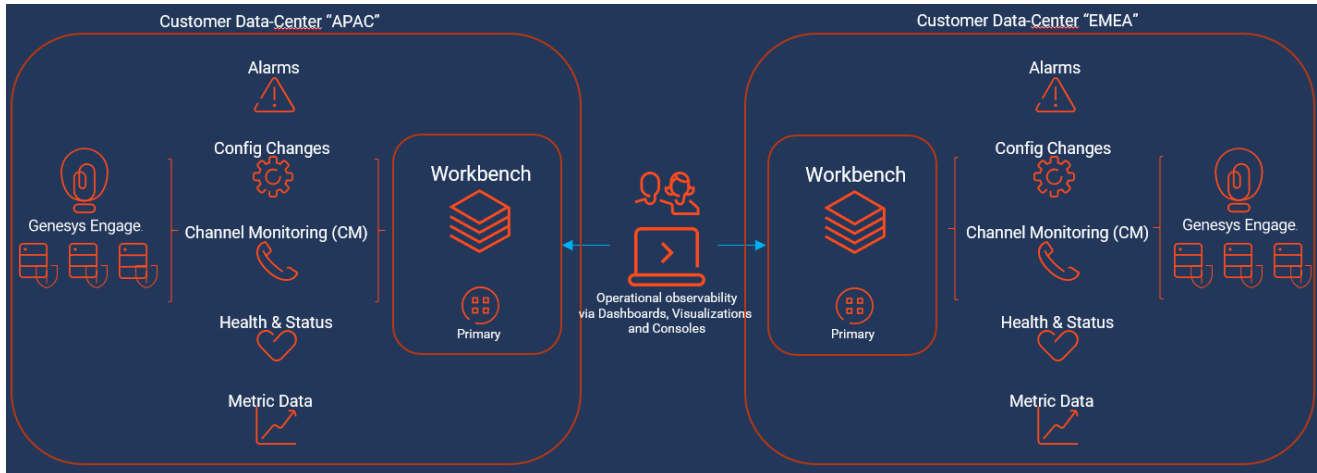 Customer Data-Center “APAC”
Alarms
Config Changes
Genesys Engage.
Channel Monitoring (CM)
Health & Status
Metric Data
Workbench
Primary
Operational observability
via Dashboards, Visualizations
and Consoles
Customer Data-Center “EMEA”
Workbench
Primary
Alarms
Config Changes
Channel Monitoring (CM)
Health & Status
Metric Data
Genesys Engage.